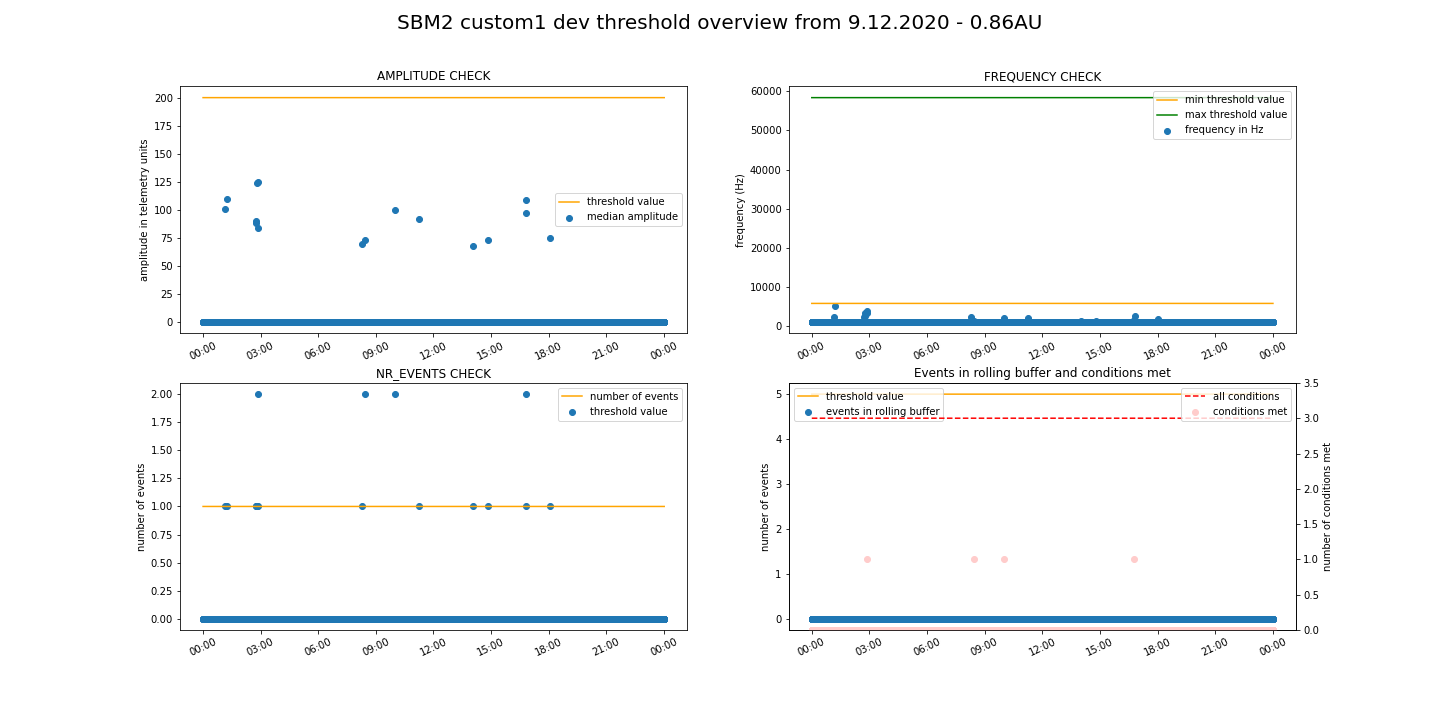 SBM2 custom1 dev threshold overview from 9.12.2020 - 0.86AU
AMPLITUDE CHECK
amplitude in telemetry units
200
175
150
125
100
75
50
25
0
threshold value
median amplitude
00:00 03:00 06:00 09:00 12:00 15:00 18:00 21:00 00:00
FREQUENCY CHECK
frequency (Hz)
60000
50000
40000
30000
20000
10000
0
min threshold value
max threshold value
frequency in Hz
00:00 03:00 06:00 09:00 12:00 15:00 18:00 21:00 00:00
NR_EVENTS CHECK
number of events
2.00
1.75
1.50
1.25
1.00
0.75
0.50
0.25
0.00
number of events
threshold value
00:00 03:00 06:00 09:00 12:00 15:00 18:00 21:00 00:00
Events in rolling buffer and conditions met
number of events
5
4
3
2
1
0
threshold value
events in rolling buffer
all conditions
conditions met
3.5
3.0
2.5
2.0
1.5
1.0
0.5
0.0
number of conditions met
00:00 03:00 06:00 09:00 12:00 15:00 18:00 21:00 00:00